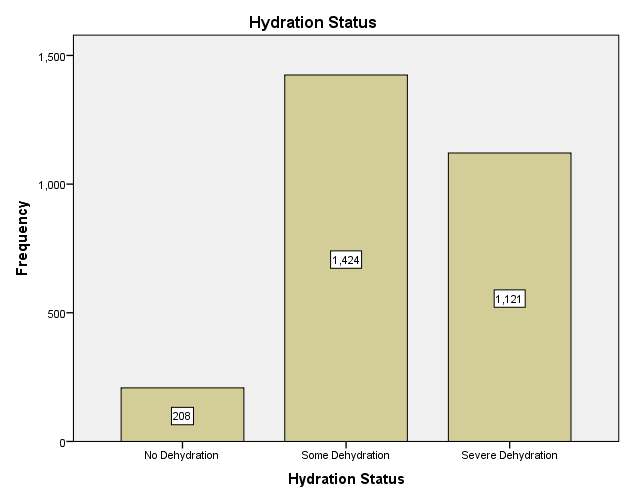 Hydration Status
1,500
1,000
500
0
Frequency
208
1,424
1,121
No Dehydration
Some Dehydration
Severe Dehydration
Hydration Status